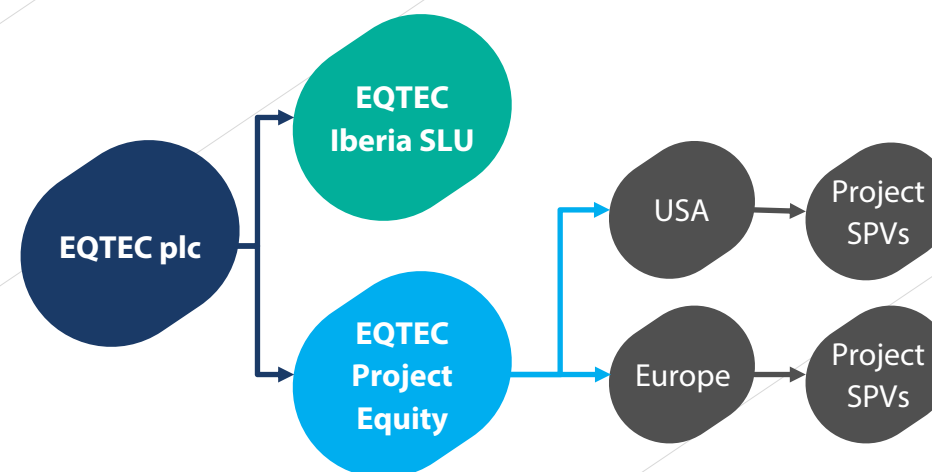 EQTEC
Iberia SLU
EQTEC plc
EQTEC
Project
Equity
USA
Project
SPVs
Europe
Project
SPVs